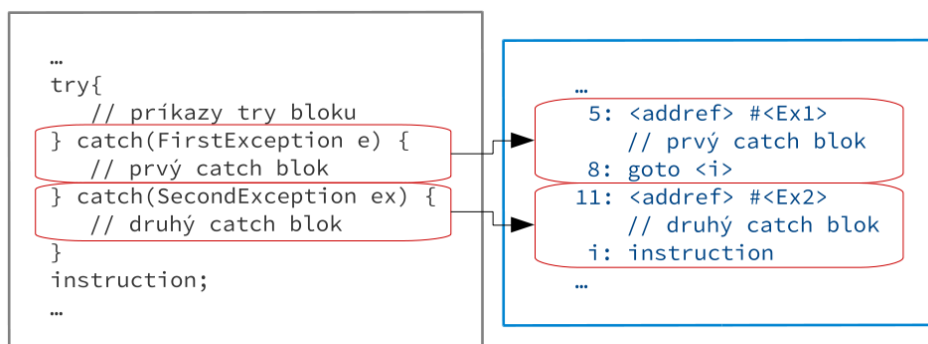 …
try{
// príkazy try bloku
} catch(FirstException e) {
// prvý catch blok
} catch(SecondException ex) {
// druhý catch blok
}
instruction;
…
…
5: <addref> #<Ex1>
// prvý catch blok
8: goto <i>
11: <addref> #<Ex2>
// druhý catch blok
i: instruction
…